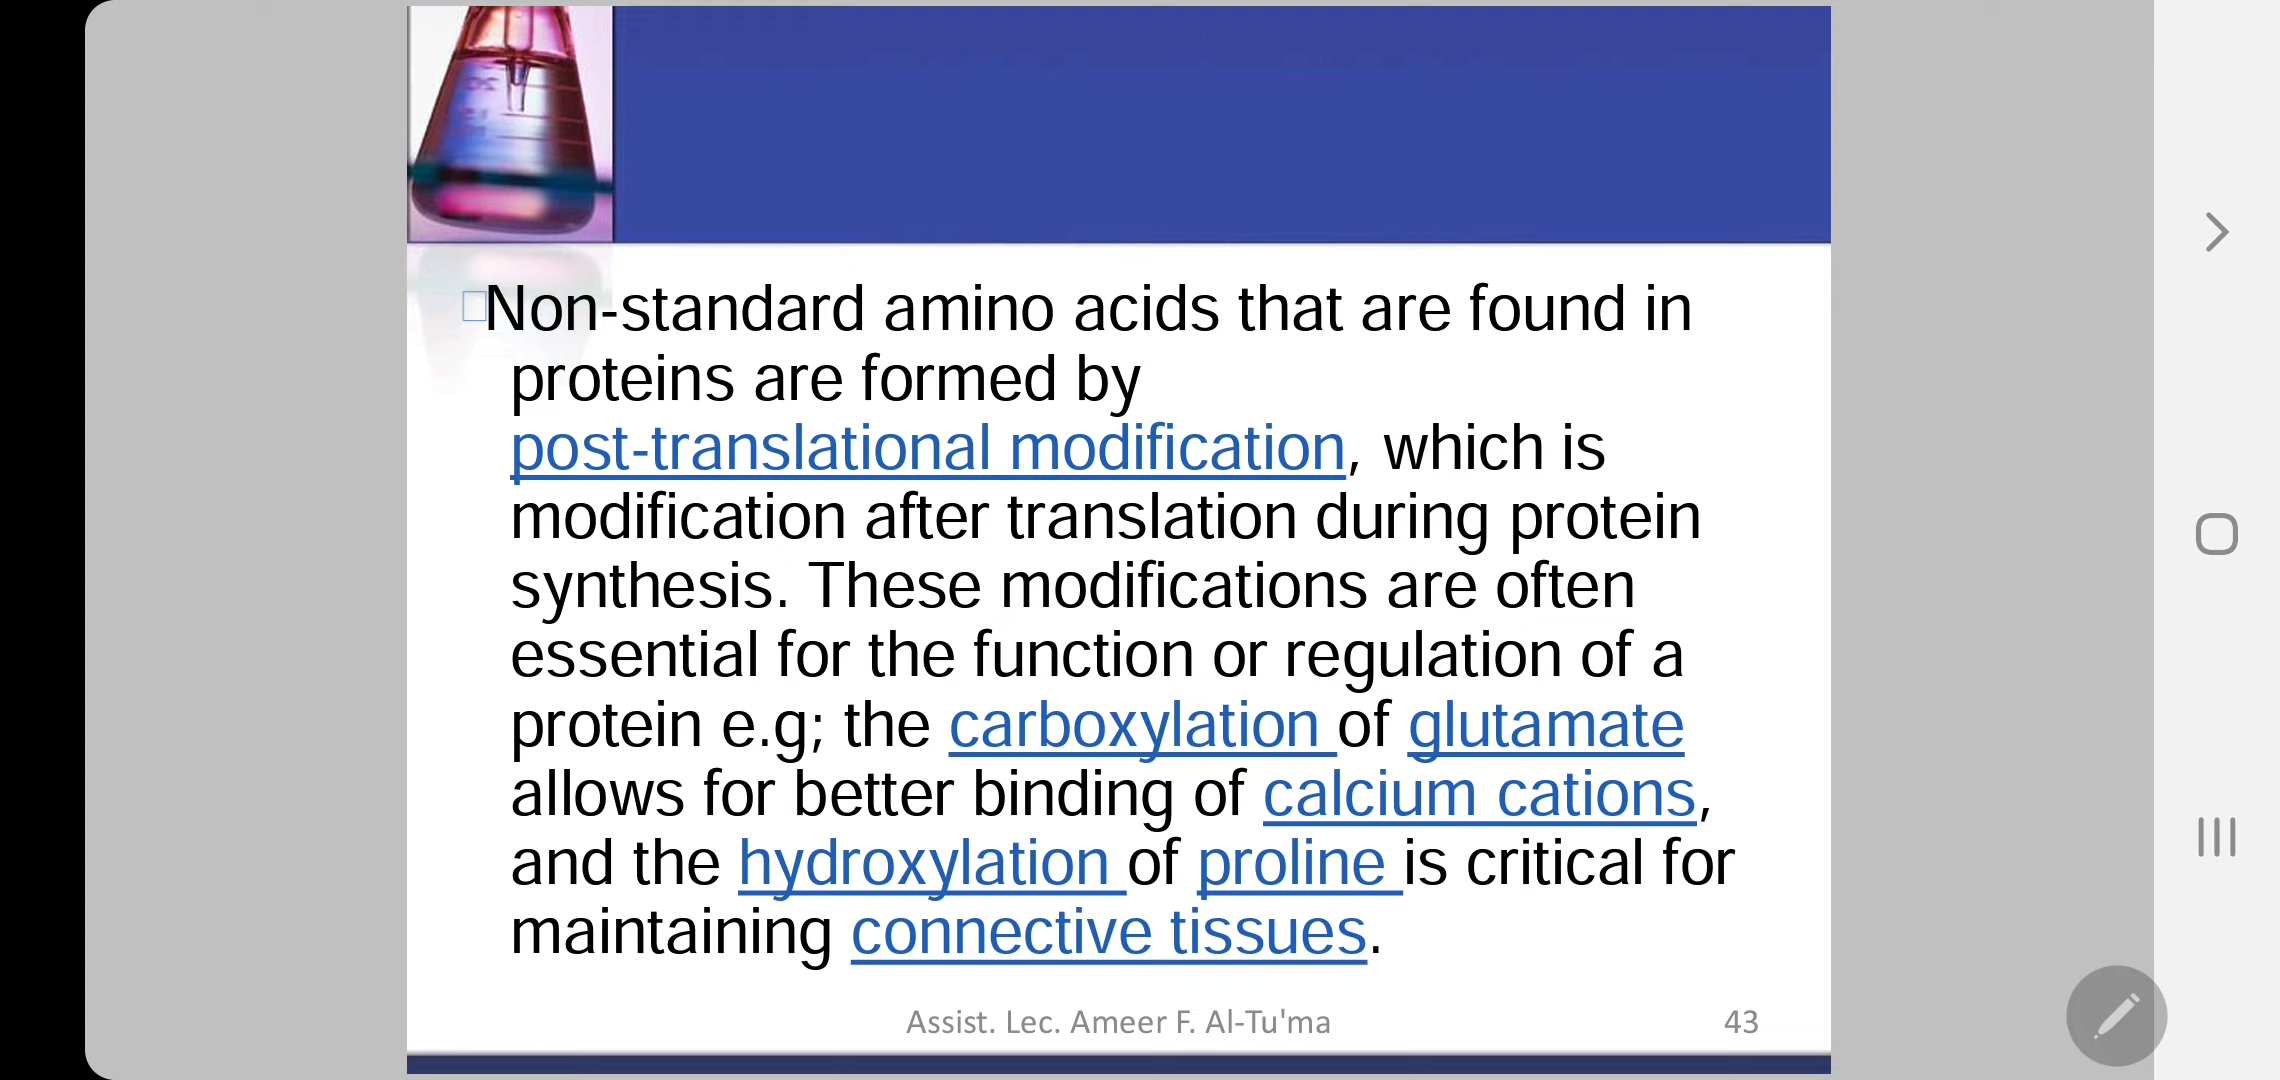 Non-standard amino acids that are found in
proteins are formed by
post-translational modification, which is
modification after translation during protein
synthesis. These modifications are often
essential for the function or regulation of a
protein e.g; the carboxylation of glutamate
allows for better binding of calcium cations,
and the hydroxylation of proline is critical for
maintaining connective tissues.
Assist. Lec. Ameer F. Al-Tu'ma
43